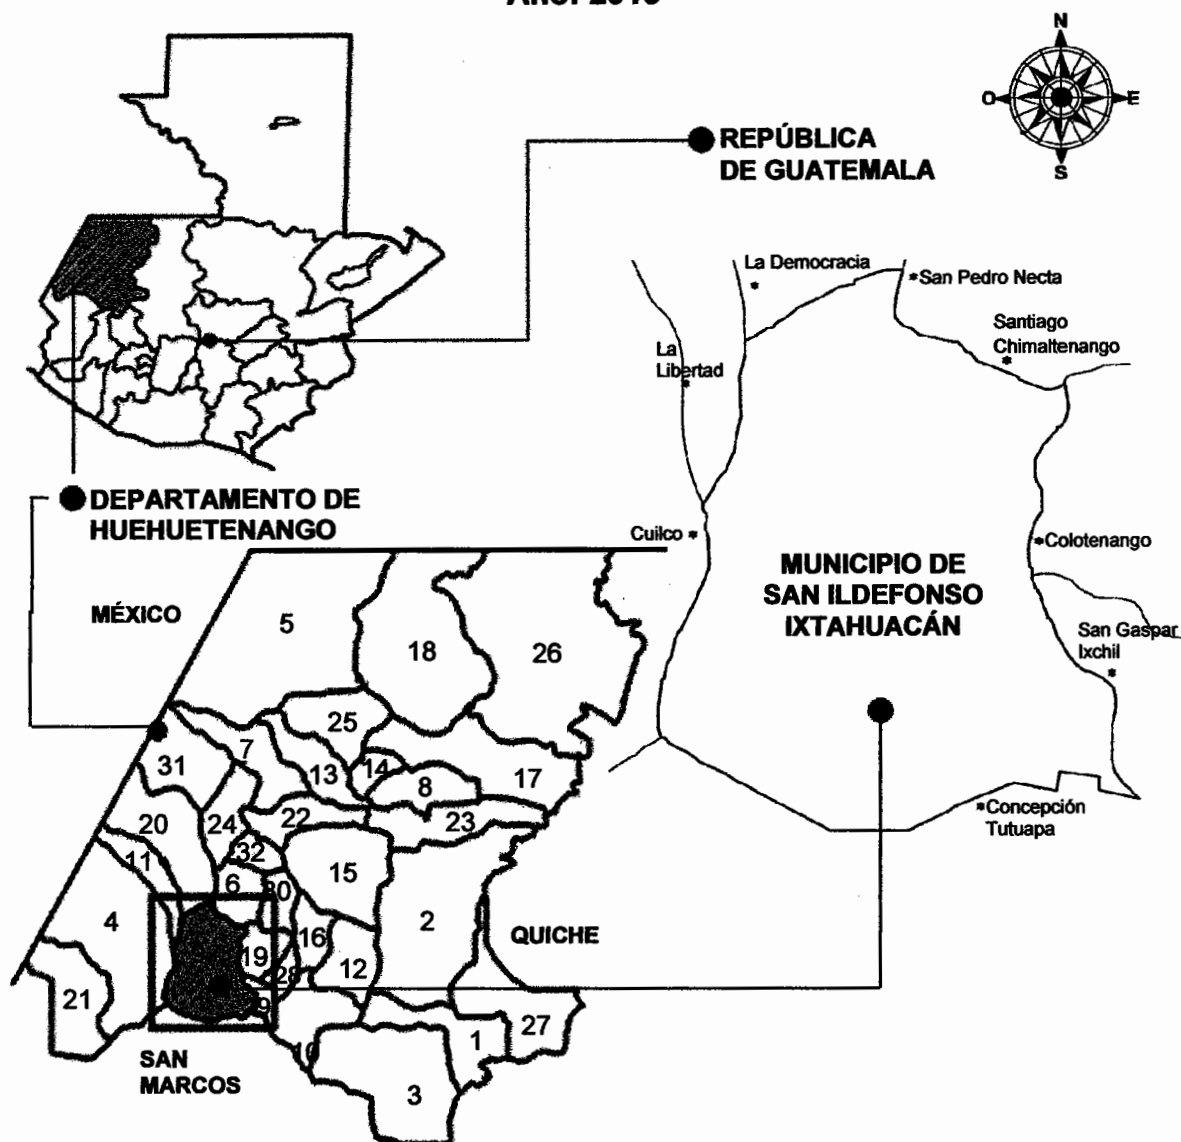 N
O
E
S
REPÚBLICA
DE GUATEMALA
La Democracia
San Pedro Necta
Santiago
Chimaltenango
La
Libertad
DEPARTAMENTO DE
HUEHUETENANGO
Cuilco
Colotenango
MUNICIPIO DE
SAN ILDEFONSO
IXTAHUACÁN
San Gaspar
Ixchil
Concepción
Tutuapa
MÉXICO
5
18
26
25
7
31
13
14
8
17
20
24
22
23
11
32
15
6
30
4
2
16
QUICHE
19
12
28
21
9
27
1
10
SAN
MARCOS
3